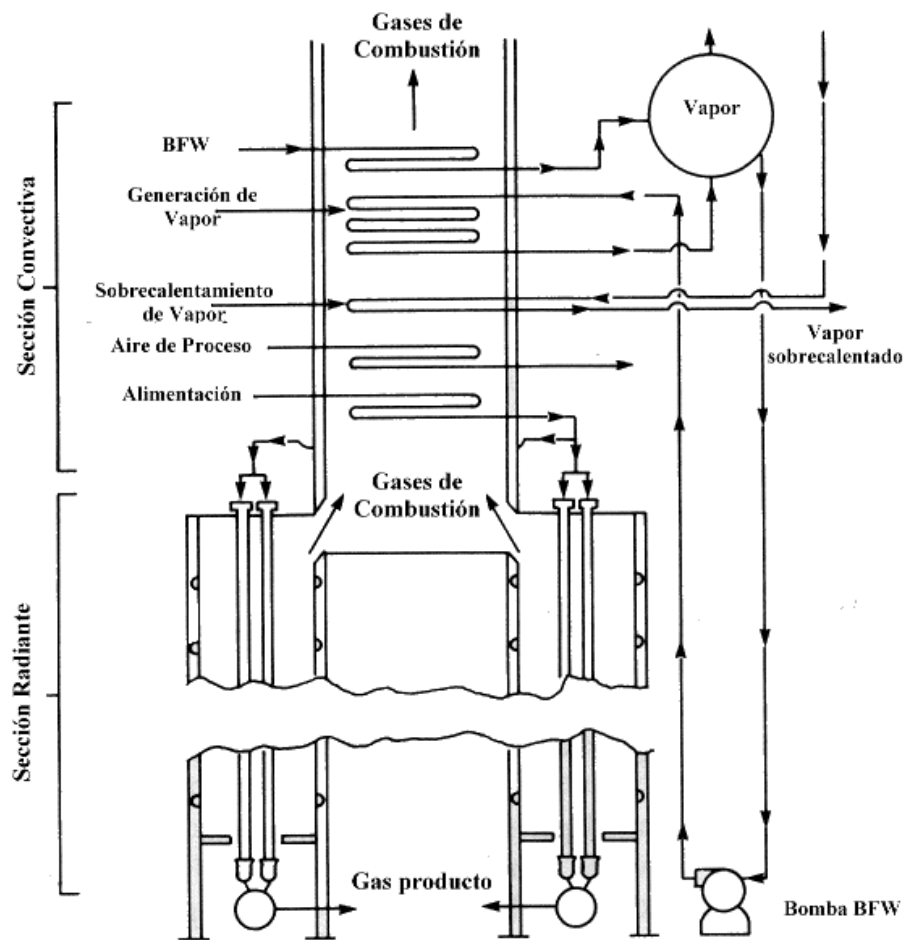 Gases de
Combustión
Vapor
BFW
Generación de
Vapor
Sobrecalentamiento
de Vapor
Vapor
sobrecalentado
Aire de Proceso
Alimentación
Sección Convectiva
Gases de
Combustión
Sección Radiante
Gas producto
Bomba BFW